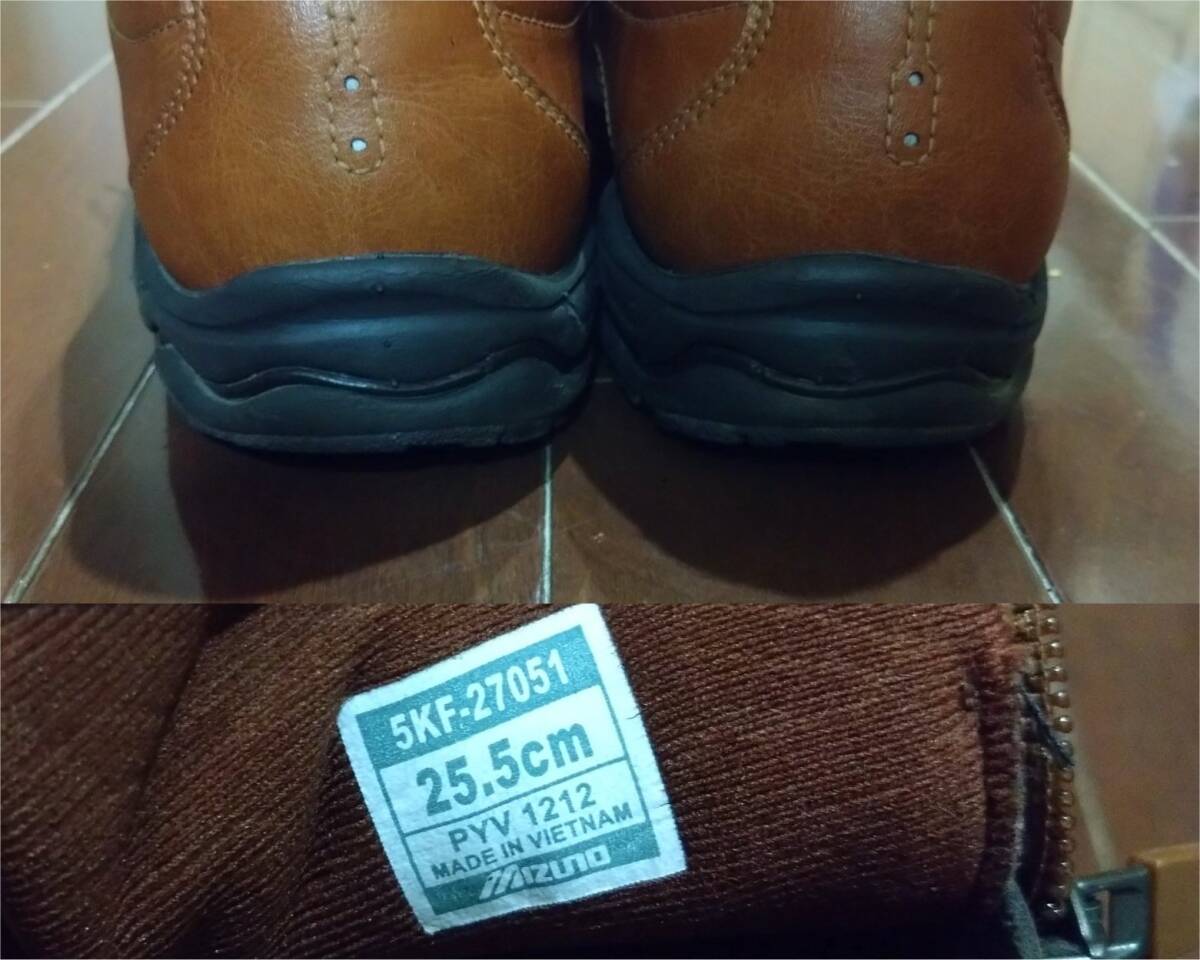 5KF-27051
25.5cm
PYV 1212
MADE IN VIETNAM
MIZUNO